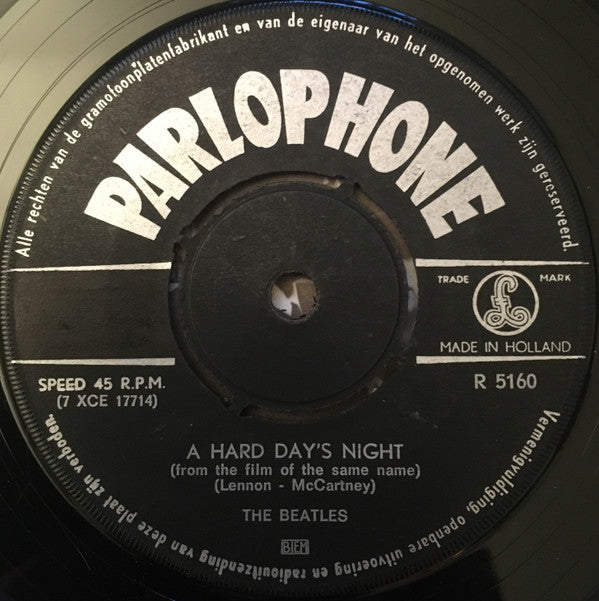 Alle rechten van de gramofoonplatenfabrikant en van de eigenaar van het opgenomen werk zijn gereserveerd.
PARLOPHONE
TRADE MARK
£
MADE IN HOLLAND
SPEED 45 R.P.M.
(7 XCE 17714)
R 5160
A HARD DAY'S NIGHT
(from the film of the same name)
(Lennon - McCartney)
THE BEATLES
BIEM
Vermenigvuldiging, openbare uitvoering en radiouitzending van deze plaat zijn verboden.